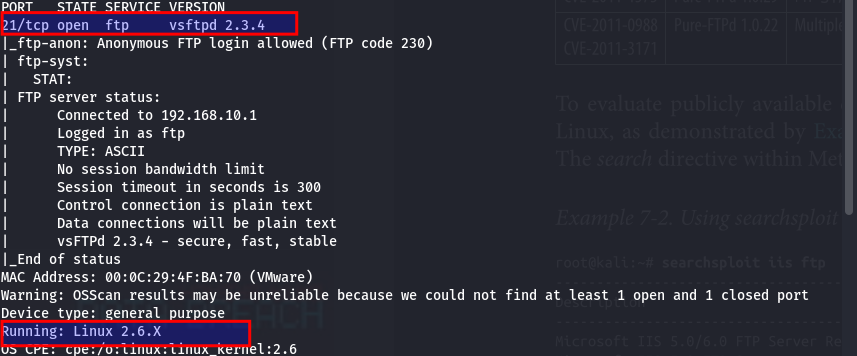 PORT   STATE SERVICE VERSION
21/tcp open  ftp     vsftpd 2.3.4
|_ftp-anon: Anonymous FTP login allowed (FTP code 230)
| ftp-syst:
|   STAT:
| FTP server status:
|      Connected to 192.168.10.1
|      Logged in as ftp
|      TYPE: ASCII
|      No session bandwidth limit
|      Session timeout in seconds is 300
|      Control connection is plain text
|      Data connections will be plain text
|      vsFTPd 2.3.4 - secure, fast, stable
|_End of status
MAC Address: 00:0C:29:4F:BA:70 (VMware)
Warning: OSScan results may be unreliable because we could not find at least 1 open and 1 closed port
Device type: general purpose
Running: Linux 2.6.X
OS CPE: cpe:/o:linux:linux_kernel:2.6
CVE-2011-0988 Pure-FTPd 1.0.22
CVE-2011-3171
To evaluate publicly available
Linux, as demonstrated by
The search directive within
Example 7-2. Using searchsploit
root@kali:~# searchsploit iis ftp
Description
Microsoft IIS 5.0/6.0 FTP Server